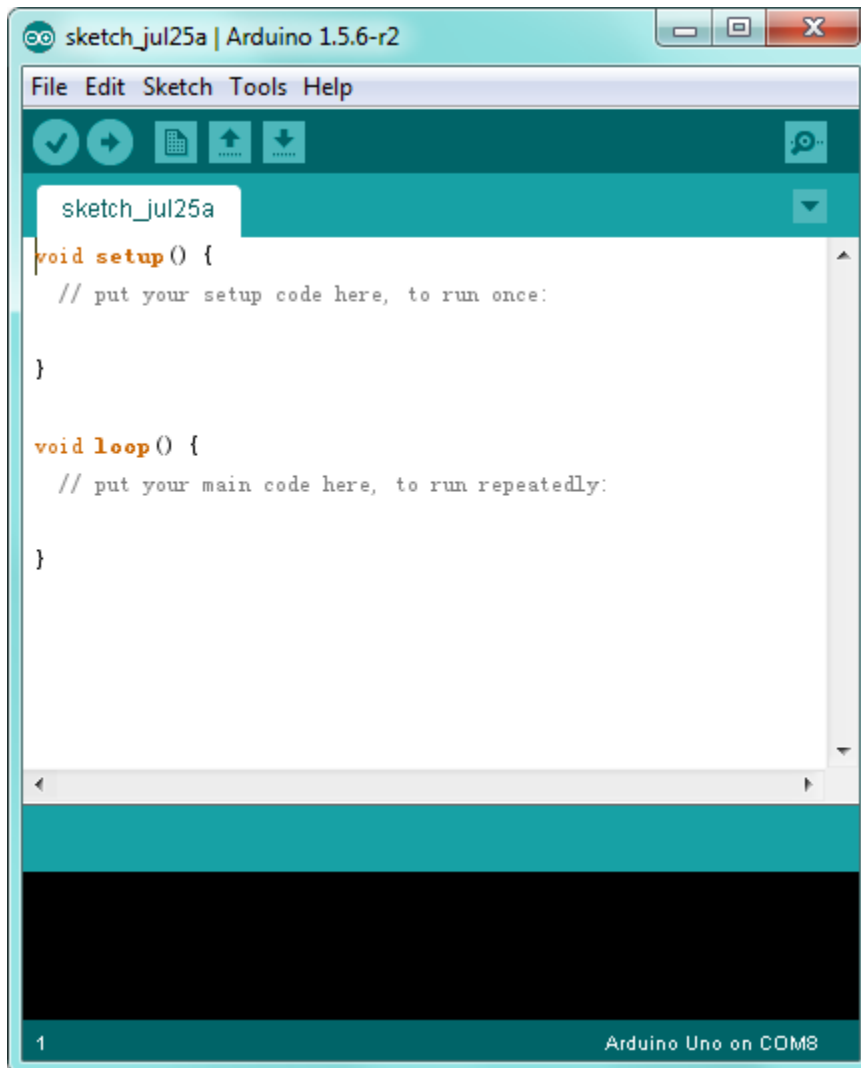 sketch_jul25a | Arduino 1.5.6-r2
File Edit Sketch Tools Help
sketch_jul25a
void setup() {
// put your setup code here, to run once:
}
void loop() {
// put your main code here, to run repeatedly:
}
1 Arduino Uno on COM8